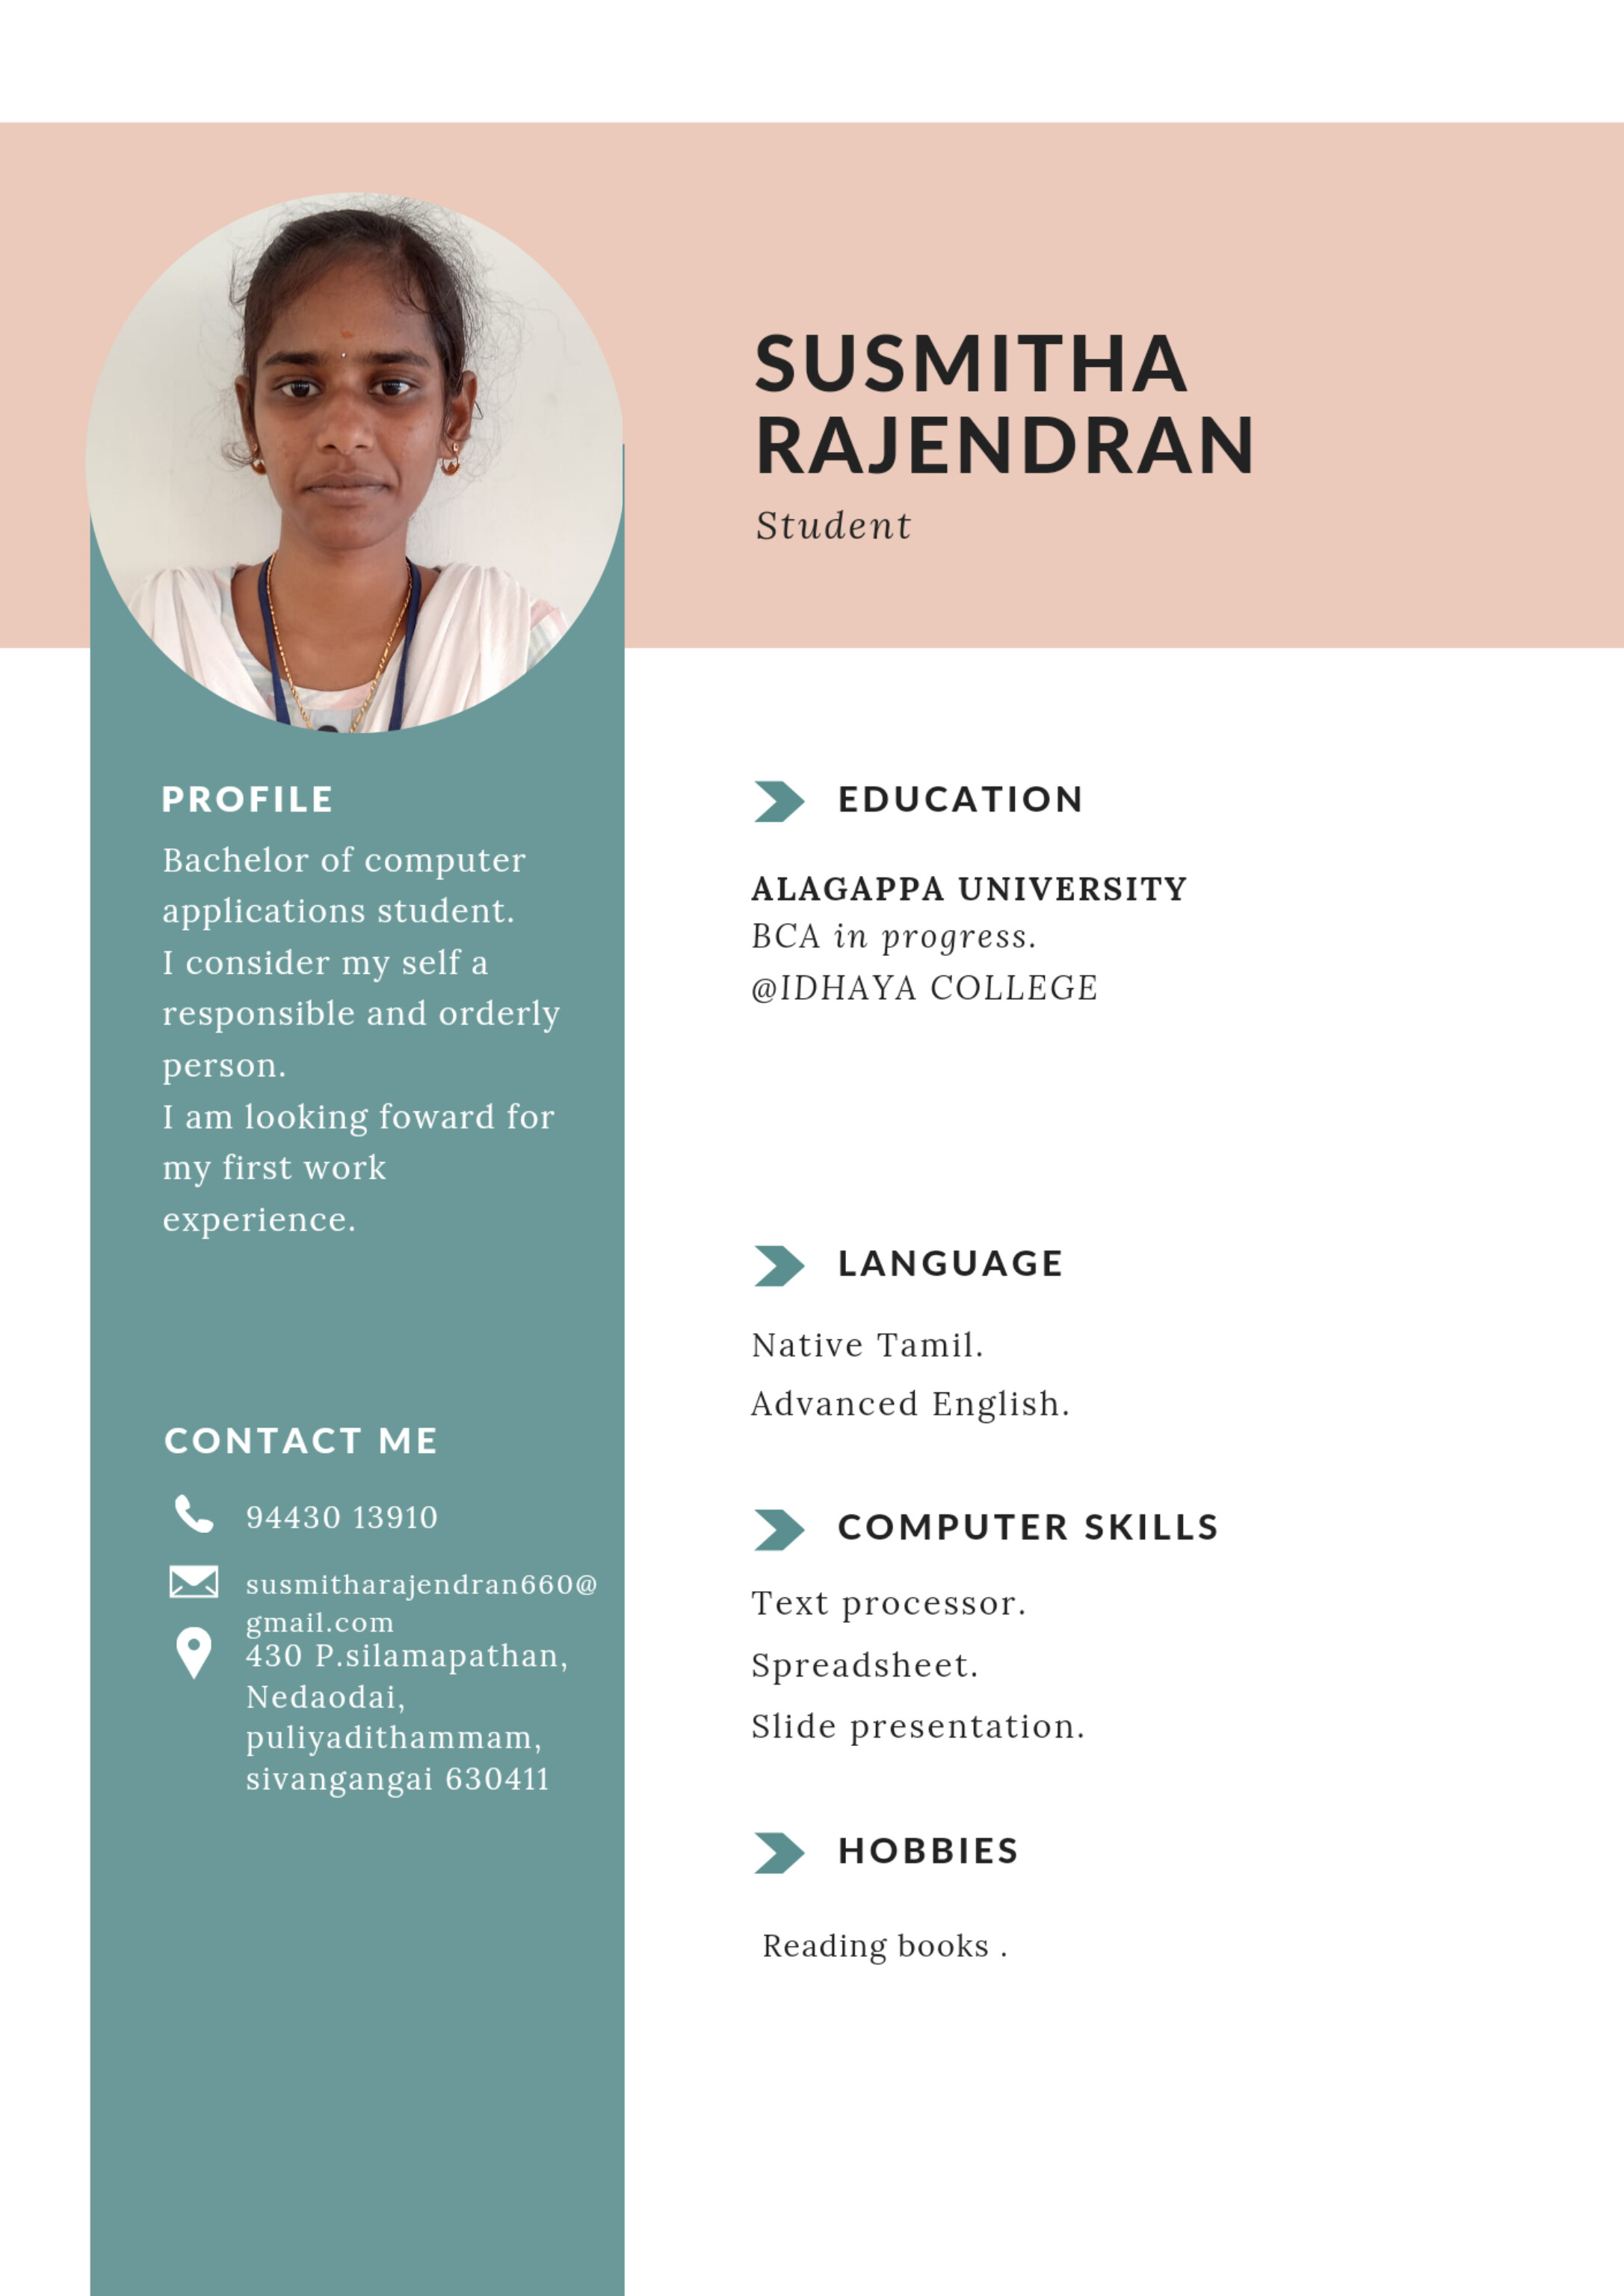 SUSMITHA
RAJENDRAN
Student
PROFILE
Bachelor of computer
applications student.
I consider my self a
responsible and orderly
person.
I am looking foward for
my first work
experience.
CONTACT ME
94430 13910
susmitharajendran660@
gmail.com
430 P.silamapathan,
Nedaodai,
puliyadithammam,
sivangangai 630411
EDUCATION
ALAGAPPA UNIVERSITY
BCA in progress.
@IDHAYA COLLEGE
LANGUAGE
Native Tamil.
Advanced English.
COMPUTER SKILLS
Text processor.
Spreadsheet.
Slide presentation.
HOBBIES
Reading books .